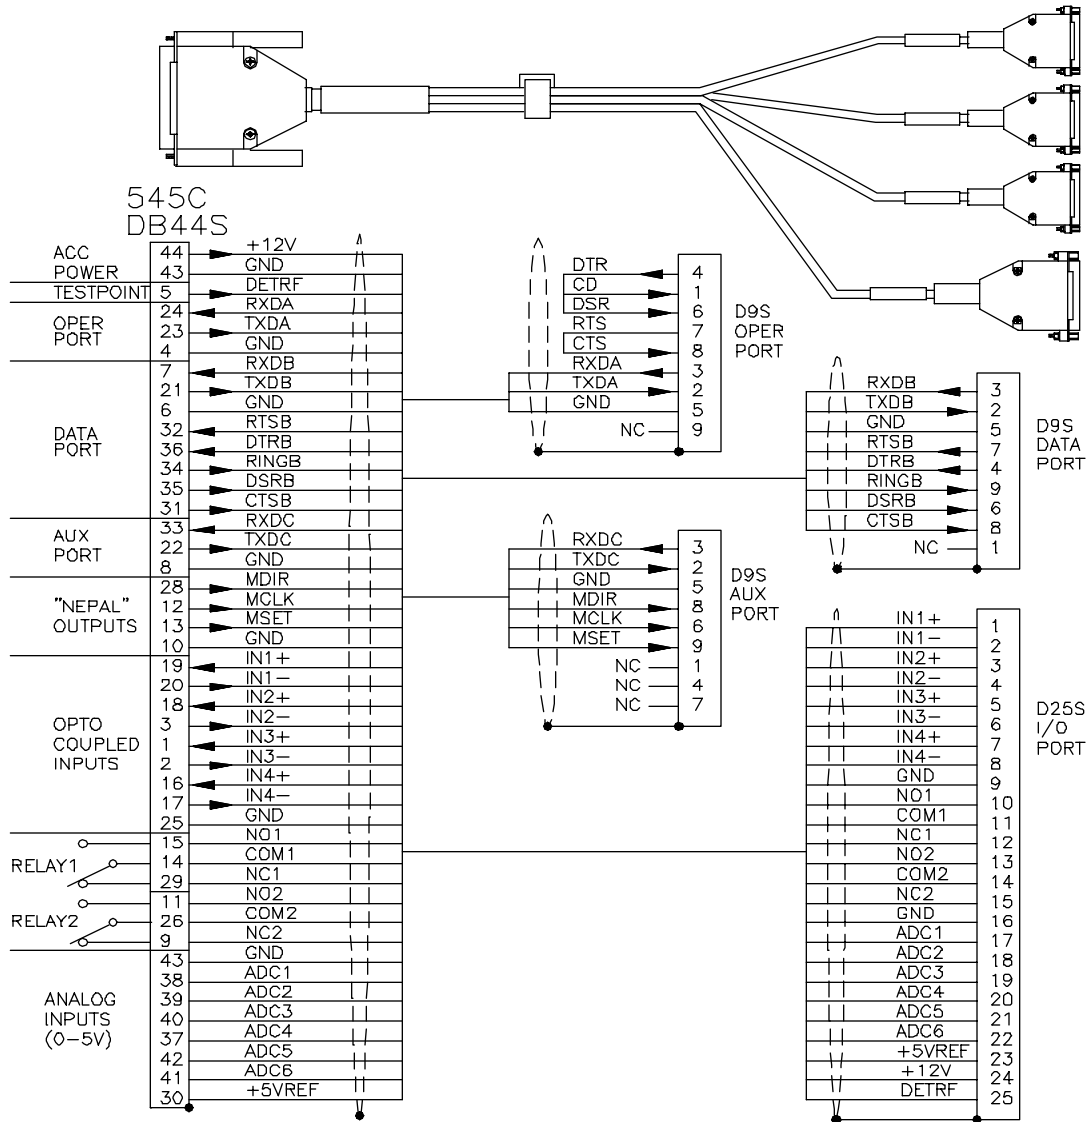 545C
DB44S
ACC
POWER
44 +12V
43 GND
TESTPOINT 5 DETRF
OPER
PORT
24 RXDA
23 TXDA
4 GND
DATA
PORT
7 RXDB
21 TXDB
6 GND
32 RTSB
36 DTRB
34 RINGB
35 DSRB
31 CTSB
AUX
PORT
33 RXDC
22 TXDC
8 GND
"NEPAL"
OUTPUTS
28 MDIR
12 MCLK
13 MSET
10 GND
OPTO
COUPLED
INPUTS
19 IN1+
20 IN1-
18 IN2+
3 IN2-
1 IN3+
2 IN3-
16 IN4+
17 IN4-
25 GND
RELAY1
15 NO1
14 COM1
29 NC1
RELAY2
11 NO2
26 COM2
9 NC2
ANALOG
INPUTS
(0-5V)
43 GND
38 ADC1
39 ADC2
40 ADC3
37 ADC4
42 ADC5
41 ADC6
30 +5VREF
DTR 4
CD 1
DSR 6
RTS 7
CTS 8
RXDA 3
TXDA 2
GND 5
NC 9
D9S
OPER
PORT
RXDB 3
TXDB 2
GND 5
RTSB 7
DTRB 4
RINGB 9
DSRB 6
CTSB 8
NC 1
D9S
DATA
PORT
RXDC 3
TXDC 2
GND 5
MDIR 8
MCLK 6
MSET 9
NC 1
NC 4
NC 7
D9S
AUX
PORT
IN1+ 1
IN1- 2
IN2+ 3
IN2- 4
IN3+ 5
IN3- 6
IN4+ 7
IN4- 8
GND 9
NO1 10
COM1 11
NC1 12
NO2 13
COM2 14
NC2 15
GND 16
ADC1 17
ADC2 18
ADC3 19
ADC4 20
ADC5 21
ADC6 22
+5VREF 23
+12V 24
DETRF 25
D25S
I/O
PORT